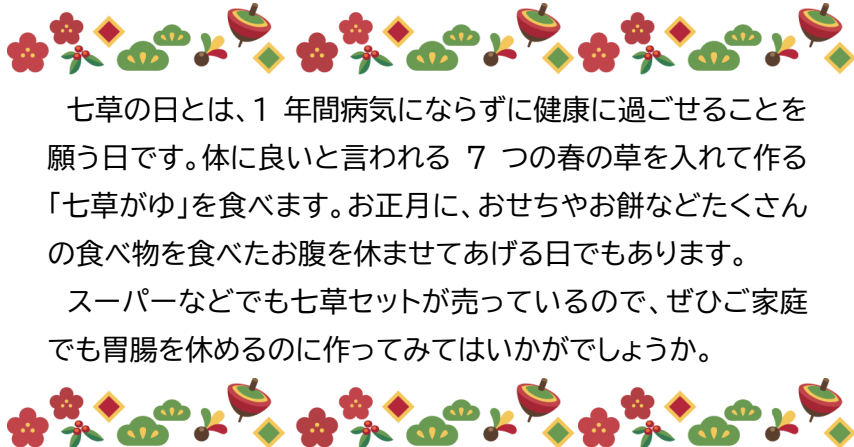 七草の日とは、1 年間病気にならずに健康に過ごせることを
願う日です。体に良いと言われる 7 つの春の草を入れて作る
「七草がゆ」を食べます。お正月に、おせちやお餅などたくさん
の食べ物を食べたお腹を休ませてあげる日でもあります。
　スーパーなどでも七草セットが売っているので、ぜひご家庭
でも胃腸を休めるのに作ってみてはいかがでしょうか。